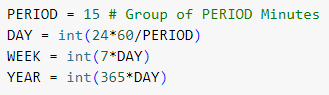 PERIOD = 15 # Group of PERIOD Minutes
DAY = int(24*60/PERIOD)
WEEK = int(7*DAY)
YEAR = int(365*DAY)